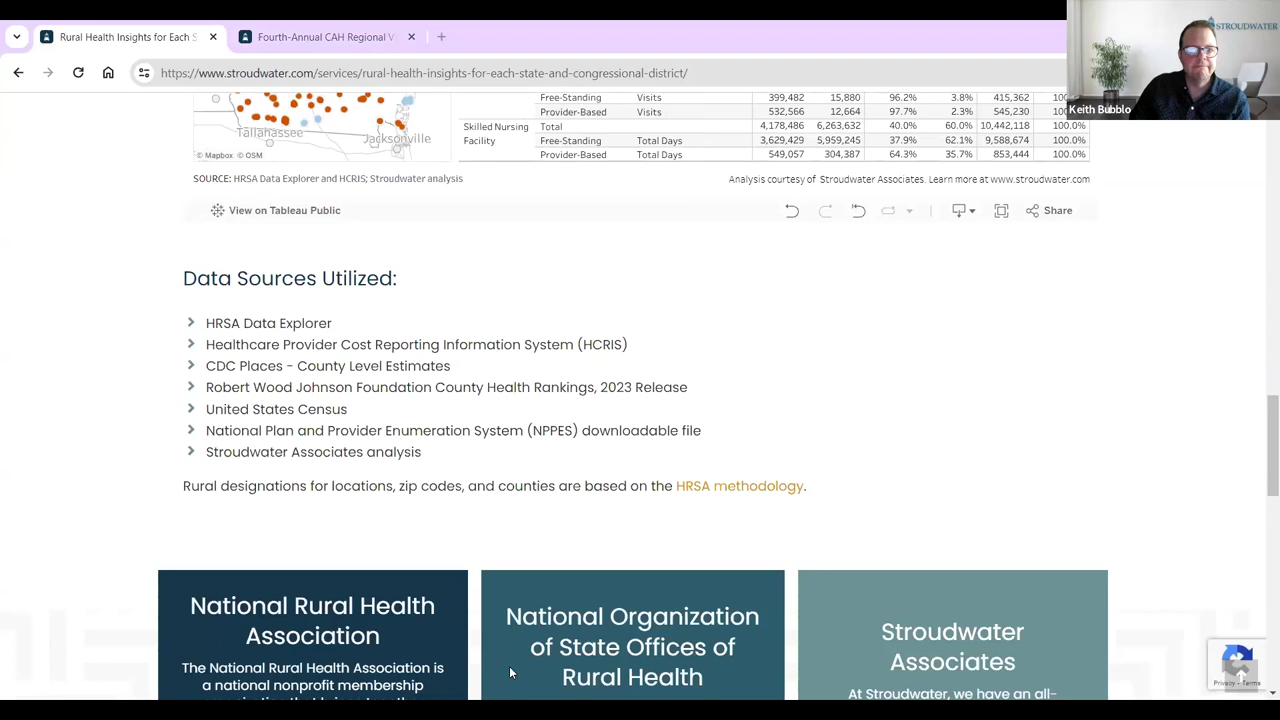 Rural Health Insights for Each S
Fourth-Annual CAH Regional V
STROUDWATER
https://www.stroudwater.com/services/rural-health-insights-for-each-state-and-congressional-district/
Keith Bubblo
Free-Standing Visits 399,482 15,880 96.2% 3.8% 415,362 100.0%
Provider-Based Visits 532,566 12,664 97.7% 2.3% 545,230 100.0%
Skilled Nursing Facility Total 4,178,486 6,263,632 40.0% 60.0% 10,442,118 100.0%
Free-Standing Total Days 3,629,429 5,959,245 37.9% 62.1% 9,588,674 100.0%
Provider-Based Total Days 549,057 304,387 64.3% 35.7% 853,444 100.0%
Tallahassee
Jacksonville
© Mapbox © OSM
SOURCE: HRSA Data Explorer and HCRIS; Stroudwater analysis
Analysis courtesy of Stroudwater Associates. Learn more at www.stroudwater.com
View on Tableau Public
Share
Data Sources Utilized:
HRSA Data Explorer
Healthcare Provider Cost Reporting Information System (HCRIS)
CDC Places - County Level Estimates
Robert Wood Johnson Foundation County Health Rankings, 2023 Release
United States Census
National Plan and Provider Enumeration System (NPPES) downloadable file
Stroudwater Associates analysis
Rural designations for locations, zip codes, and counties are based on the HRSA methodology.
National Rural Health
Association
The National Rural Health Association is
a national nonprofit membership
National Organization
of State Offices of
Rural Health
Stroudwater
Associates
At Stroudwater, we have an all-
Privacy - Terms